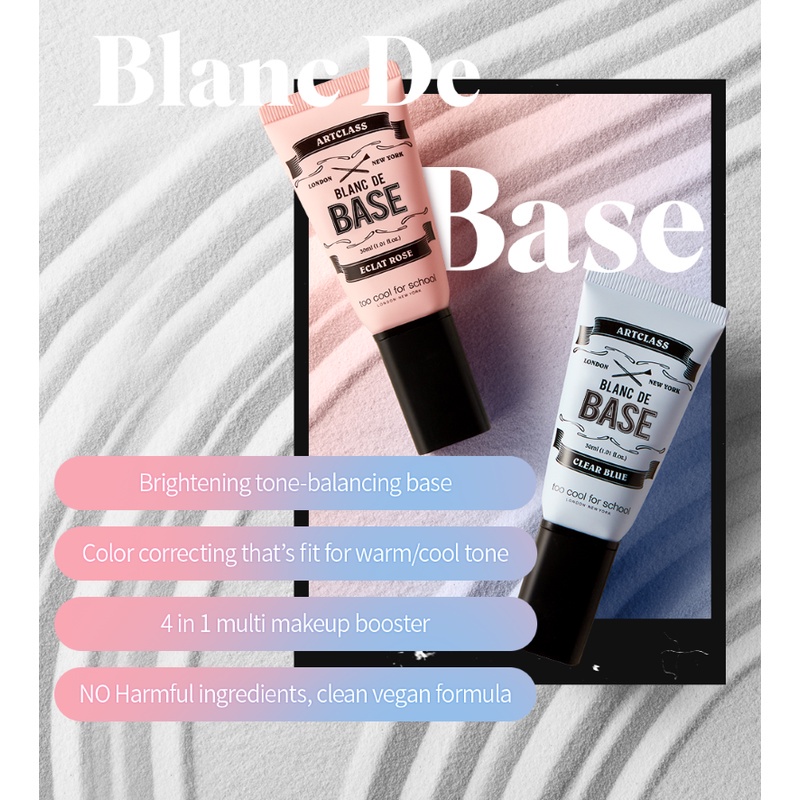 Blanc De
Base
ARTCLASS
LONDON NEW YORK
BLANC DE
BASE
30ml (1.01 fl.oz.)
ECLAT ROSE
too cool for school
LONDON NEW YORK
ARTCLASS
LONDON NEW YORK
BLANC DE
BASE
30ml (1.01 fl.oz.)
CLEAR BLUE
too cool for school
LONDON NEW YORK
Brightening tone-balancing base
Color correcting that's fit for warm/cool tone
4 in 1 multi makeup booster
NO Harmful ingredients, clean vegan formula